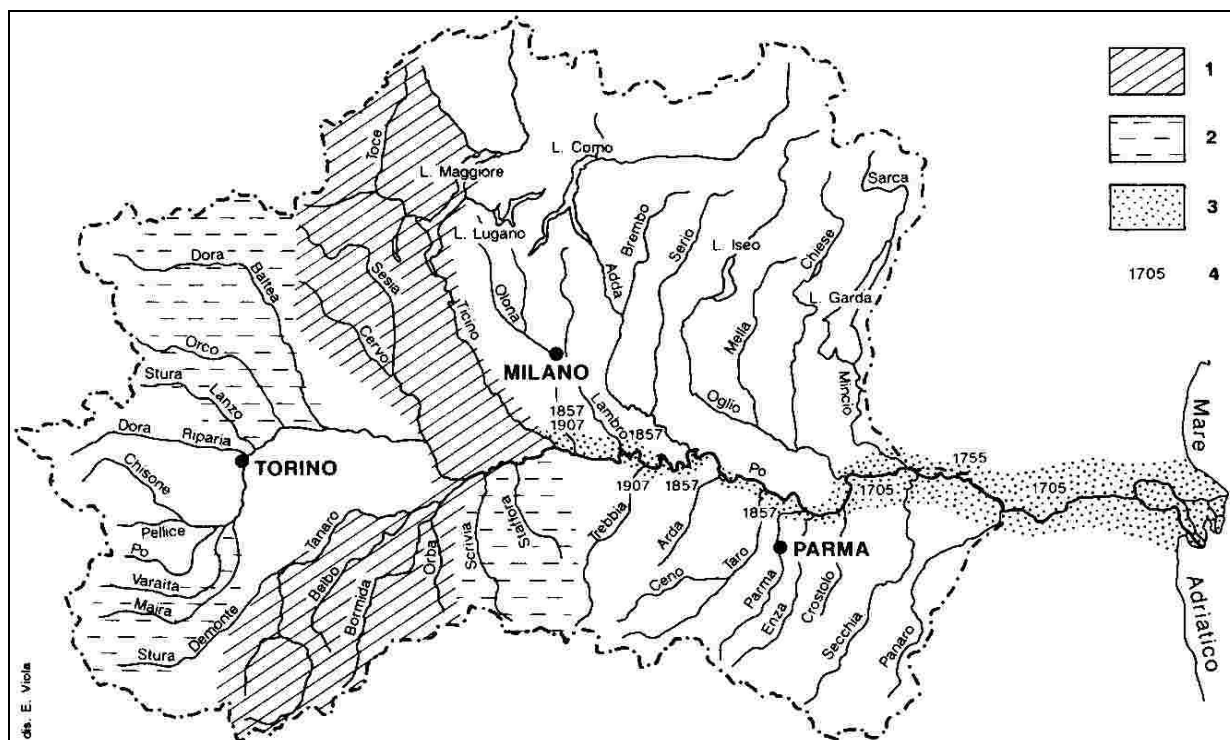 1
2
3
1705 4
Toce
L. Maggiore
L. Como
L. Lugano
Sarca
Brembo
Serio
L. Iseo
Chiese
L. Garda
Dora
Baltea
Sesia
Cervo
Ticino
Olona
Adda
Mella
Mincio
Oglio
Orco
Stura
Lanzo
MILANO
Lambro
1857
1907
1857
Dora
Riparia
TORINO
Chisone
Pellice
Po
Varaita
Maira
Stura
Demonte
Tanaro
Belbo
Bormida
Orba
Scrivia
Staffora
Trebbia
1907
1857
Po
1857
1705
1755
1705
Arda
Ceno
Taro
PARMA
Parma
Enza
Crostolo
Secchia
Panaro
Mare
Adriatico
dis. E. Viola